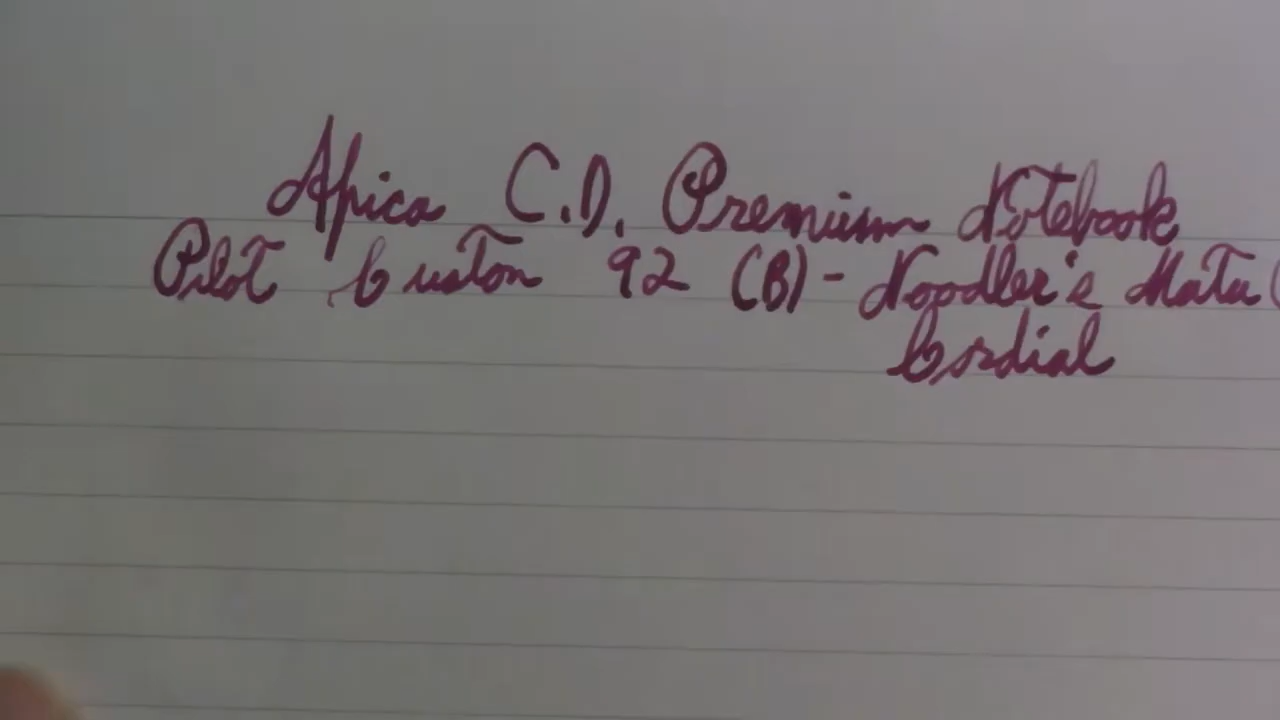 Apica C.D. Premium Notebook
Pilot Custom 92 (B) - Noodler's Mata (
Cordial